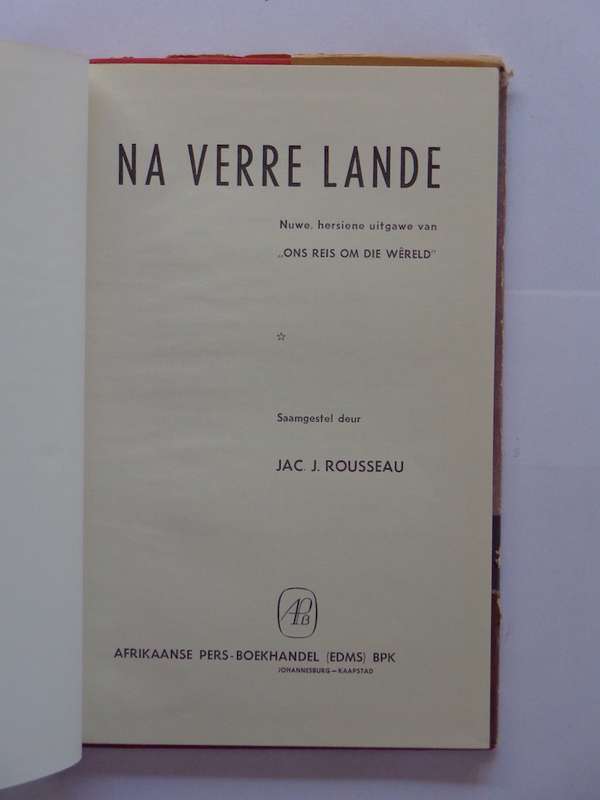 NA VERRE LANDE
Nuwe, hersiene uitgawe van
„ONS REIS OM DIE WÊRELD"
Saamgestel deur
JAC. J. ROUSSEAU
APB
AFRIKAANSE PERS-BOEKHANDEL (EDMS) BPK
JOHANNESBURG—KAAPSTAD